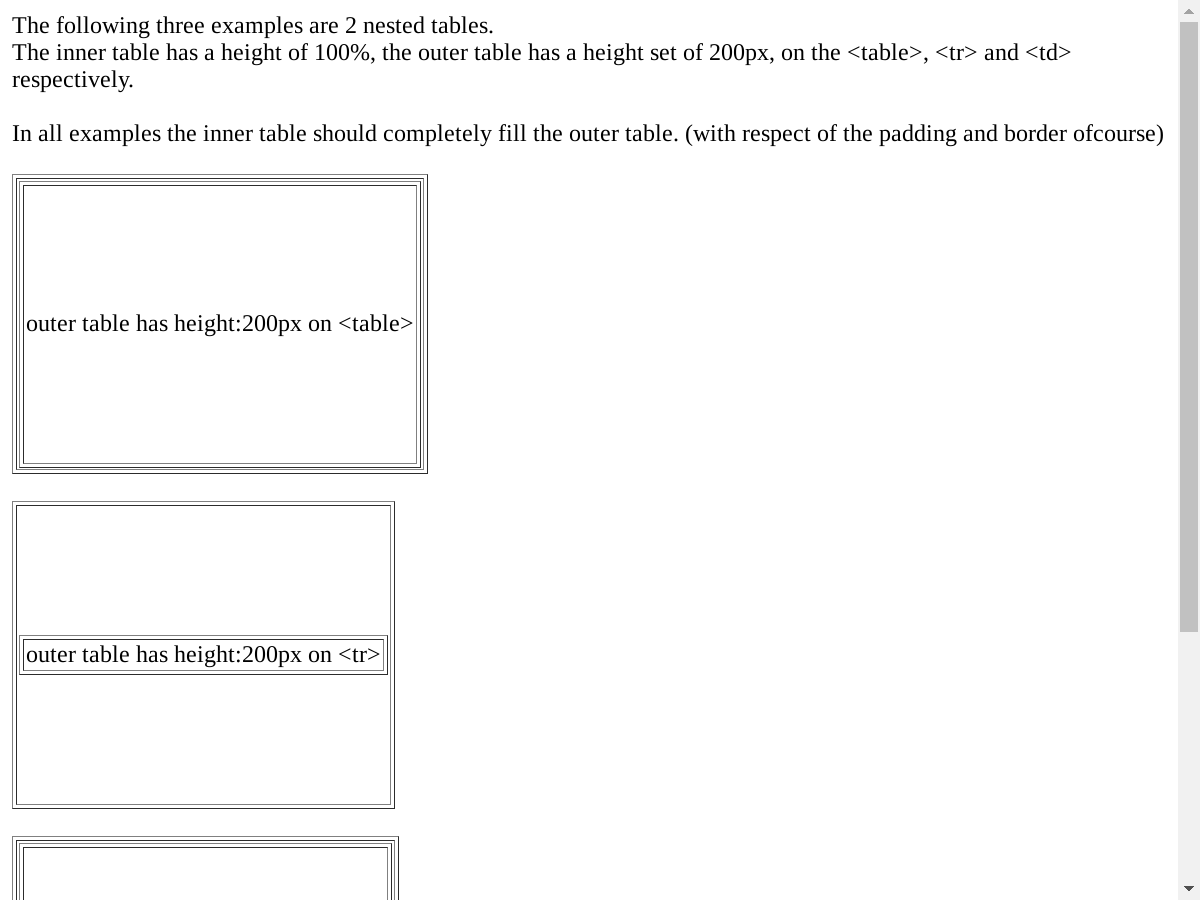 The following three examples are 2 nested tables.
The inner table has a height of 100%, the outer table has a height set of 200px, on the <table>, <tr> and <td>
respectively.
In all examples the inner table should completely fill the outer table. (with respect of the padding and border ofcourse)
outer table has height:200px on <table>
outer table has height:200px on <tr>